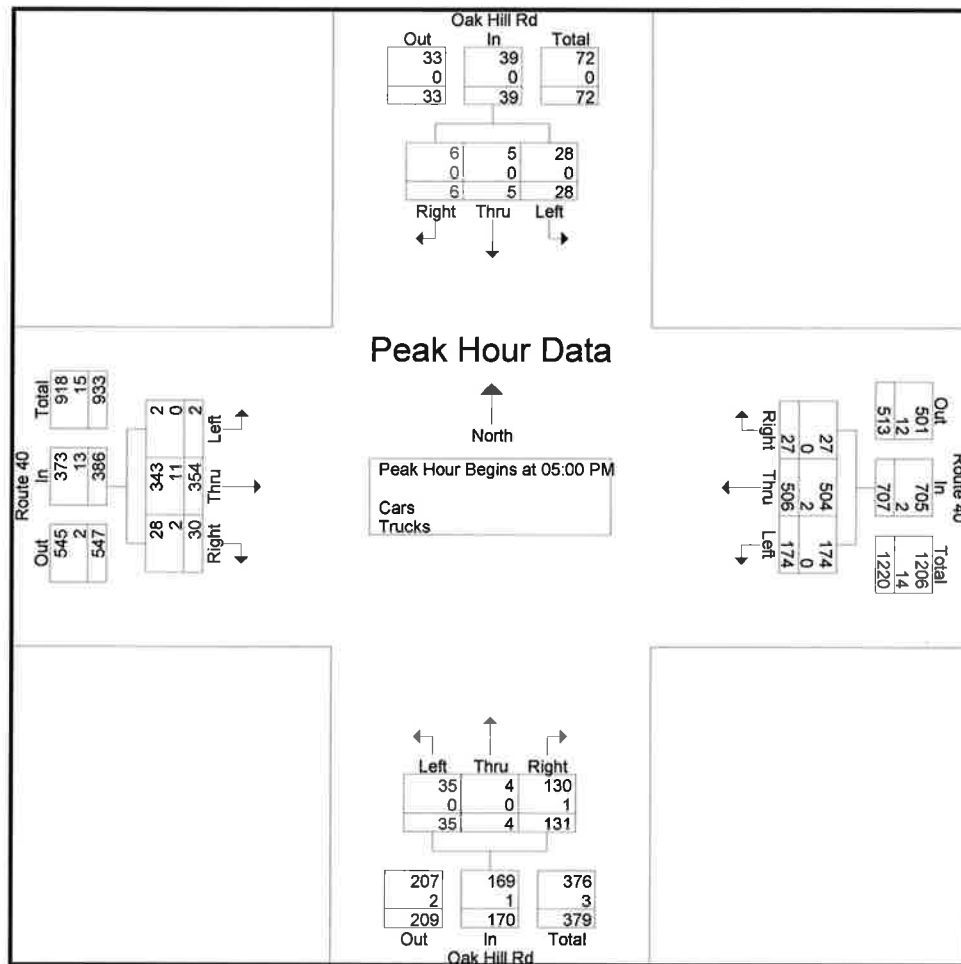 Oak Hill Rd
Out In Total
33 39 72
0 0 0
33 39 72
6 5 28
0 0 0
6 5 28
Right Thru Left
Peak Hour Data
North
Peak Hour Begins at 05:00 PM
Cars
Trucks
Route 40
Out In Total
545 373 918
2 13 15
547 386 933
28 343 2
2 11 0
30 354 2
Right Thru Left
Route 40
Out In Total
501 705 1206
12 2 14
513 707 1220
27 504 174
0 2 0
27 506 174
Right Thru Left
Left Thru Right
35 4 130
0 0 1
35 4 131
207 169 376
2 1 3
209 170 379
Out In Total
Oak Hill Rd